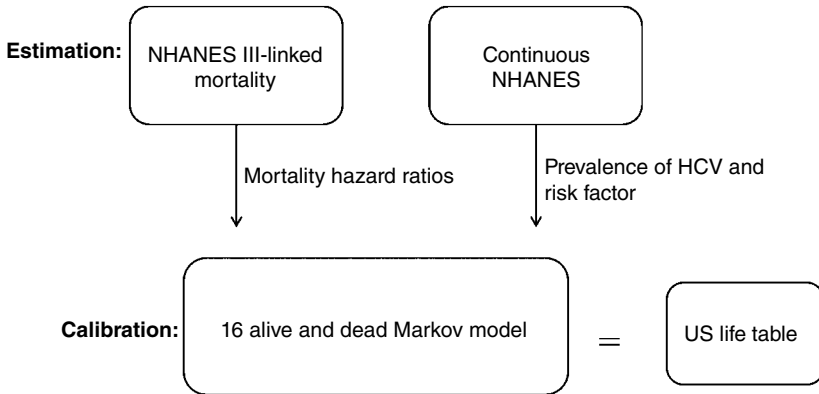 Estimation:
NHANES III-linked
mortality
Continuous
NHANES
Mortality hazard ratios
Prevalence of HCV and
risk factor
Calibration:
16 alive and dead Markov model
=
US life table